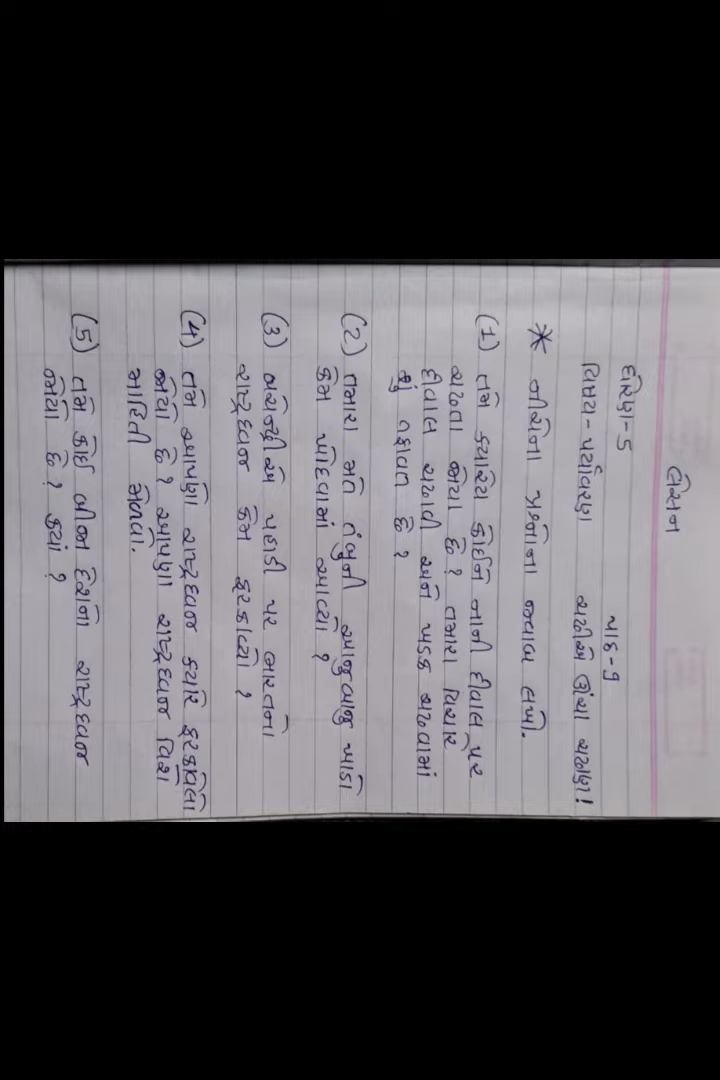 લેસન
ધોરણ-5
વિષય-પર્યાવરણ
પાઠ-9
ચઢીએ ઊંચા ચઢાણ!
* નીચેના પ્રશ્નોના જવાબ લખો.
(1) તમે ક્યારેય કોઈને નાની દીવાલ પર
ચઢતા જોયા છે? તમારા વિચારે
દીવાલ ચઢવી અને ખડક ચઢવામાં
શું તફાવત છે?
(2) તમારા મતે તંબુની આજુબાજુ ખાડો
કેમ ખોદવામાં આવ્યો?
(3) બચેન્દ્રીએ પહાડી પર ભારતનો
રાષ્ટ્રધ્વજ કેમ ફરકાવ્યો?
(4) તમે આપણા રાષ્ટ્રધ્વજ ક્યારે ફરકાવેલો
જોયો છે? આપણા રાષ્ટ્રધ્વજ વિશે
માહિતી મેળવો.
(5) તમે કોઈ બીજા દેશનો રાષ્ટ્રધ્વજ
જોયો છે? ક્યાં?